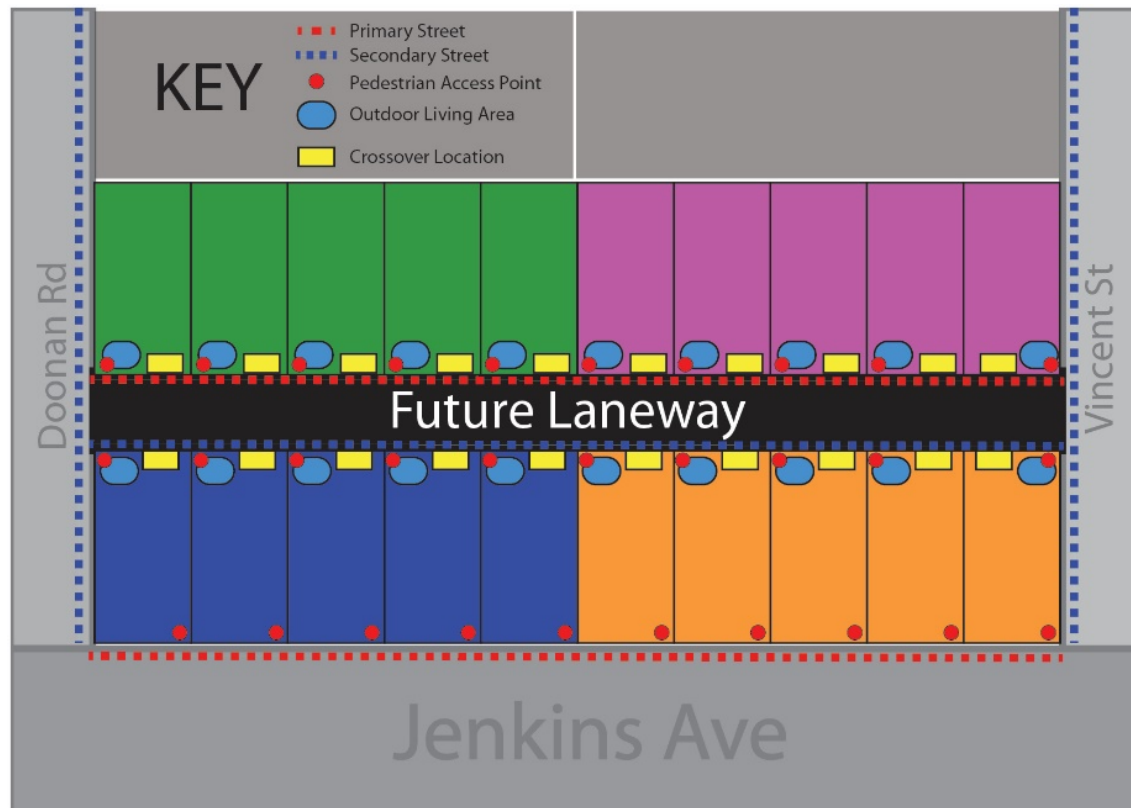 KEY
Primary Street
Secondary Street
Pedestrian Access Point
Outdoor Living Area
Crossover Location
Doonan Rd
Vincent St
Future Laneway
Jenkins Ave